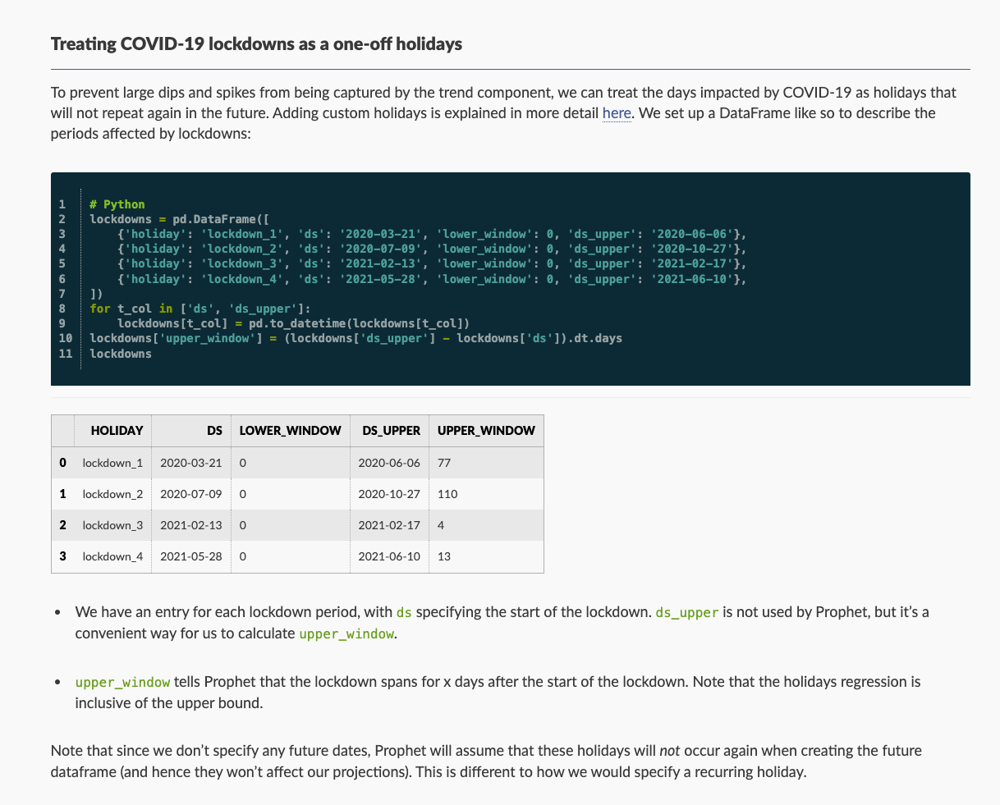 Treating COVID-19 lockdowns as a one-off holidays
To prevent large dips and spikes from being captured by the trend component, we can treat the days impacted by COVID-19 as holidays that
will not repeat again in the future. Adding custom holidays is explained in more detail here. We set up a DataFrame like so to describe the
periods affected by lockdowns:
1 # Python
2 lockdowns = pd.DataFrame([
3     {'holiday': 'lockdown_1', 'ds': '2020-03-21', 'lower_window': 0, 'ds_upper': '2020-06-06'},
4     {'holiday': 'lockdown_2', 'ds': '2020-07-09', 'lower_window': 0, 'ds_upper': '2020-10-27'},
5     {'holiday': 'lockdown_3', 'ds': '2021-02-13', 'lower_window': 0, 'ds_upper': '2021-02-17'},
6     {'holiday': 'lockdown_4', 'ds': '2021-05-28', 'lower_window': 0, 'ds_upper': '2021-06-10'},
7 ])
8 for t_col in ['ds', 'ds_upper']:
9     lockdowns[t_col] = pd.to_datetime(lockdowns[t_col])
10 lockdowns['upper_window'] = (lockdowns['ds_upper'] - lockdowns['ds']).dt.days
11 lockdowns
HOLIDAY DS LOWER_WINDOW DS_UPPER UPPER_WINDOW
0 lockdown_1 2020-03-21 0 2020-06-06 77
1 lockdown_2 2020-07-09 0 2020-10-27 110
2 lockdown_3 2021-02-13 0 2021-02-17 4
3 lockdown_4 2021-05-28 0 2021-06-10 13
• We have an entry for each lockdown period, with ds specifying the start of the lockdown. ds_upper is not used by Prophet, but it’s a
convenient way for us to calculate upper_window.
• upper_window tells Prophet that the lockdown spans for x days after the start of the lockdown. Note that the holidays regression is
inclusive of the upper bound.
Note that since we don’t specify any future dates, Prophet will assume that these holidays will not occur again when creating the future
dataframe (and hence they won’t affect our projections). This is different to how we would specify a recurring holiday.